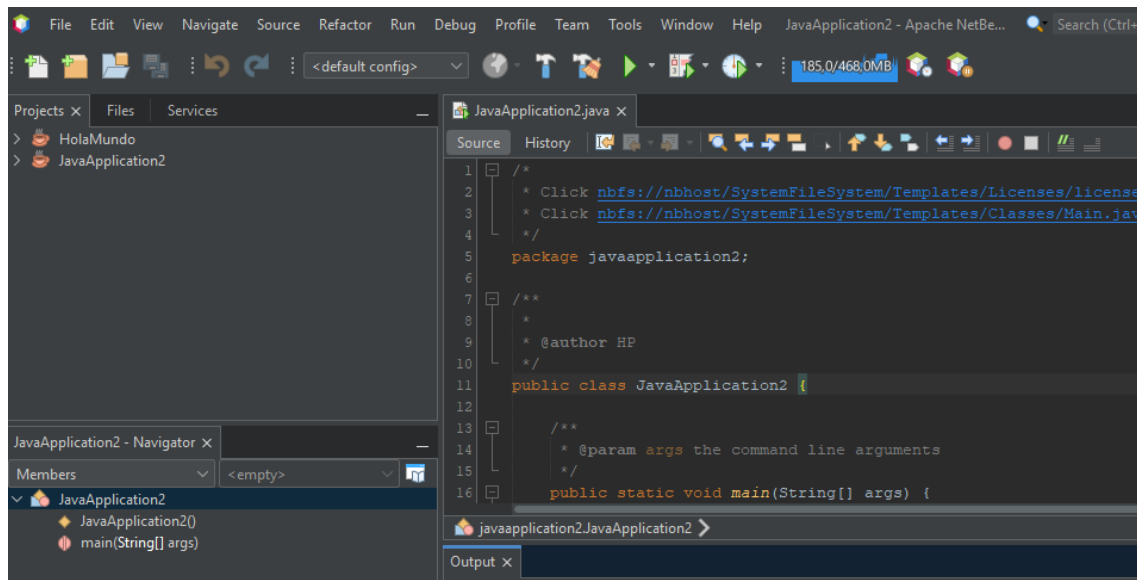 File Edit View Navigate Source Refactor Run Debug Profile Team Tools Window Help JavaApplication2 - Apache NetBe... Search (Ctrl+
<default config> 185,0/468,0MB
Projects Files Services
HolaMundo
JavaApplication2
JavaApplication2 - Navigator
Members <empty>
JavaApplication2
JavaApplication2()
main(String[] args)
JavaApplication2.java
Source History
1 /*
2 * Click nbfs://nbhost/SystemFileSystem/Templates/Licenses/license
3 * Click nbfs://nbhost/SystemFileSystem/Templates/Classes/Main.jav
4 */
5 package javaapplication2;
6
7 /**
8 *
9 * @author HP
10 */
11 public class JavaApplication2 {
12
13 /**
14 * @param args the command line arguments
15 */
16 public static void main(String[] args) {
javaapplication2.JavaApplication2
Output